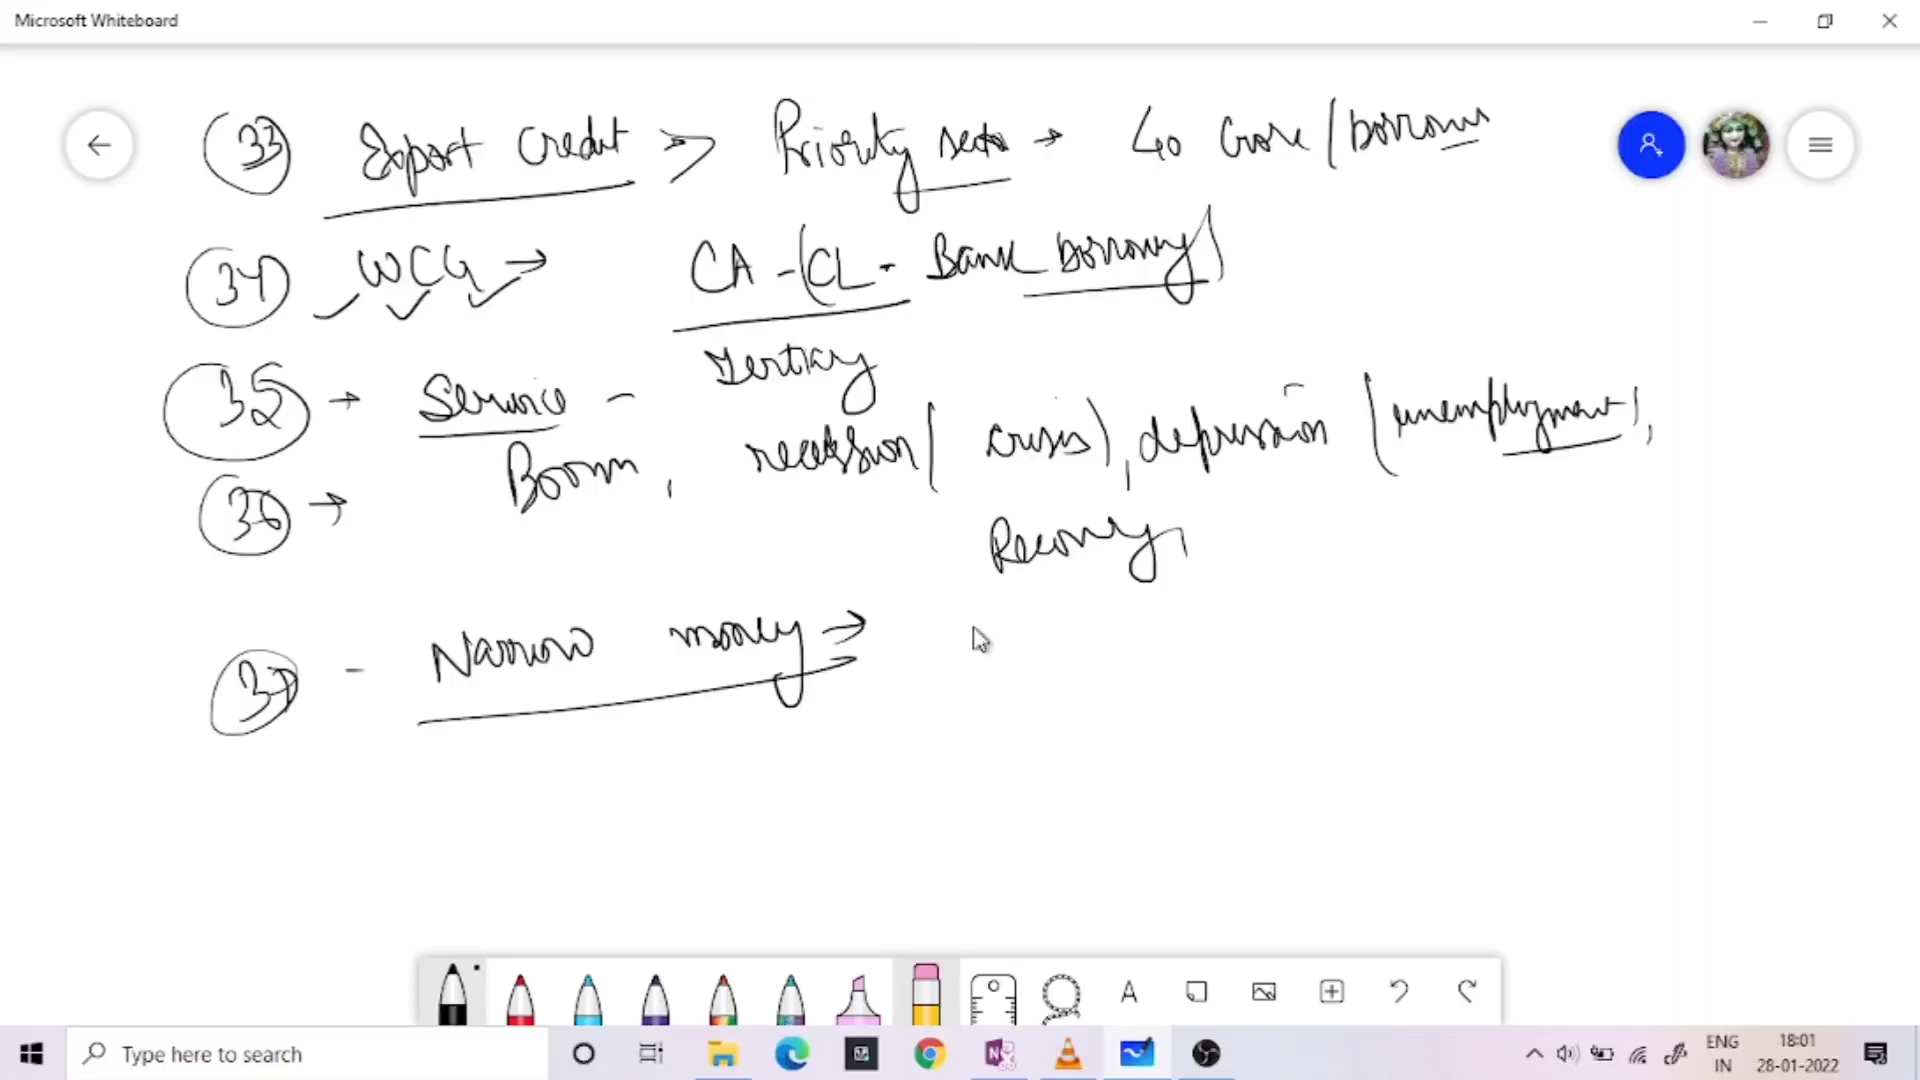 Microsoft Whiteboard
33 Export Credit → Priority sector → 40 Crore / borrower
34 WCG → CA - (CL - Bank borrowing)
35 → Service - Tertiary
36 → Boom, recession (crisis), depression (unemployment),
Recovery,
37 - Narrow money →
Type here to search
ENG
IN
18:01
28-01-2022